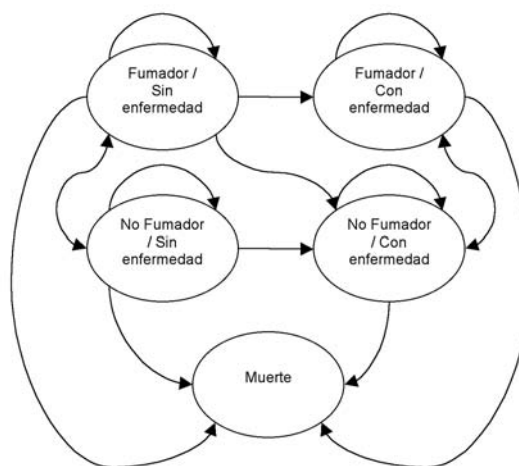 Fumador /
Sin
enfermedad
Fumador /
Con
enfermedad
No Fumador
/ Sin
enfermedad
No Fumador
/ Con
enfermedad
Muerte